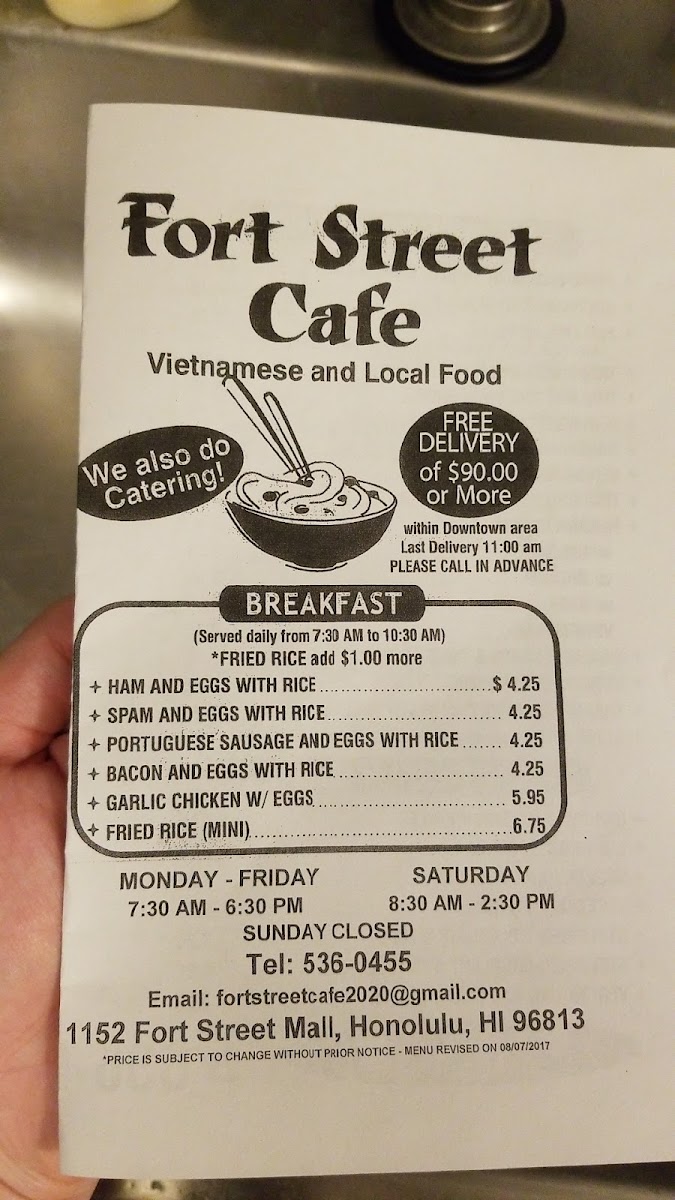 Fort Street
Cafe
Vietnamese and Local Food
We also do
Catering!
FREE
DELIVERY
of $90.00
or More
within Downtown area
Last Delivery 11:00 am
PLEASE CALL IN ADVANCE
BREAKFAST
(Served daily from 7:30 AM to 10:30 AM)
*FRIED RICE add $1.00 more
HAM AND EGGS WITH RICE $ 4.25
SPAM AND EGGS WITH RICE 4.25
PORTUGUESE SAUSAGE AND EGGS WITH RICE 4.25
BACON AND EGGS WITH RICE 4.25
GARLIC CHICKEN W/ EGGS 5.95
FRIED RICE (MINI) 6.75
MONDAY - FRIDAY
7:30 AM - 6:30 PM
SATURDAY
8:30 AM - 2:30 PM
SUNDAY CLOSED
Tel: 536-0455
Email: fortstreetcafe2020@gmail.com
1152 Fort Street Mall, Honolulu, HI 96813
*PRICE IS SUBJECT TO CHANGE WITHOUT PRIOR NOTICE - MENU REVISED ON 08/07/2017